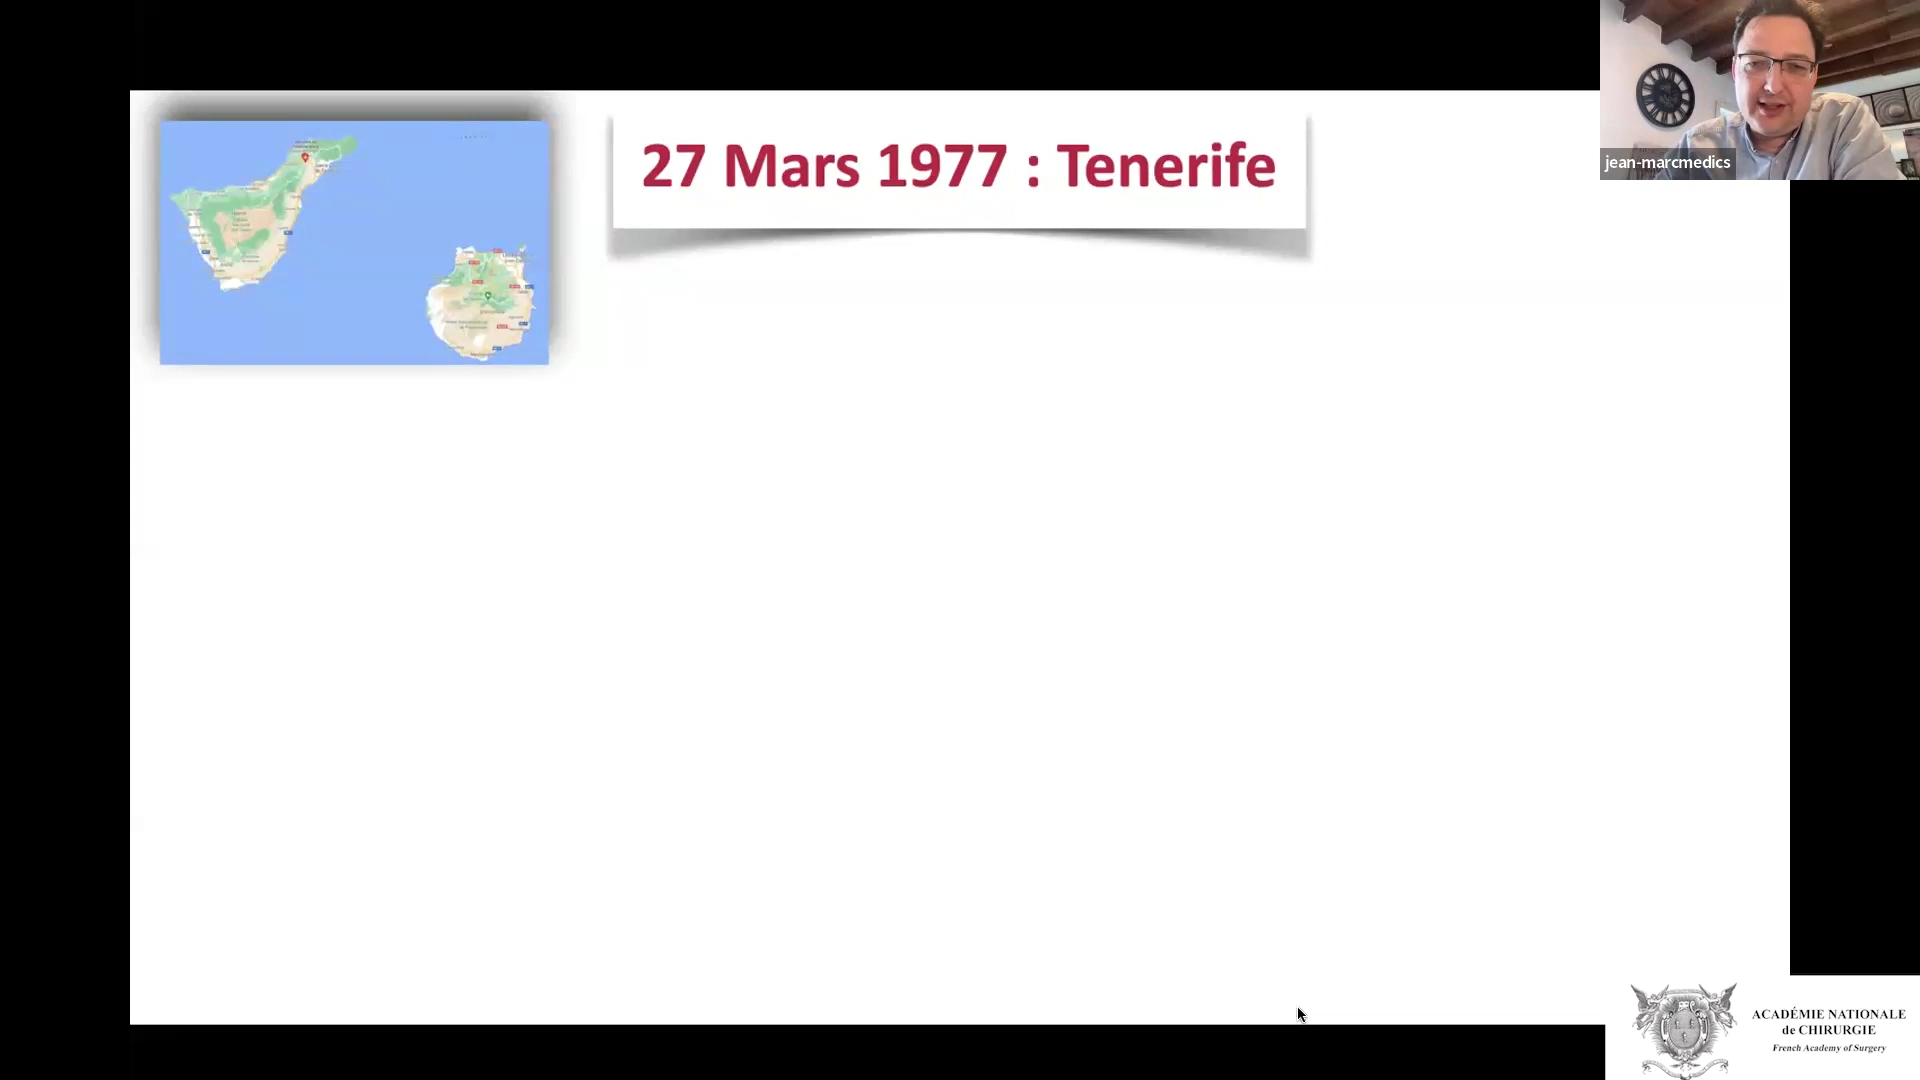 27 Mars 1977 : Tenerife
jean-marcmedics
ACADÉMIE NATIONALE
de CHIRURGIE
French Academy of Surgery